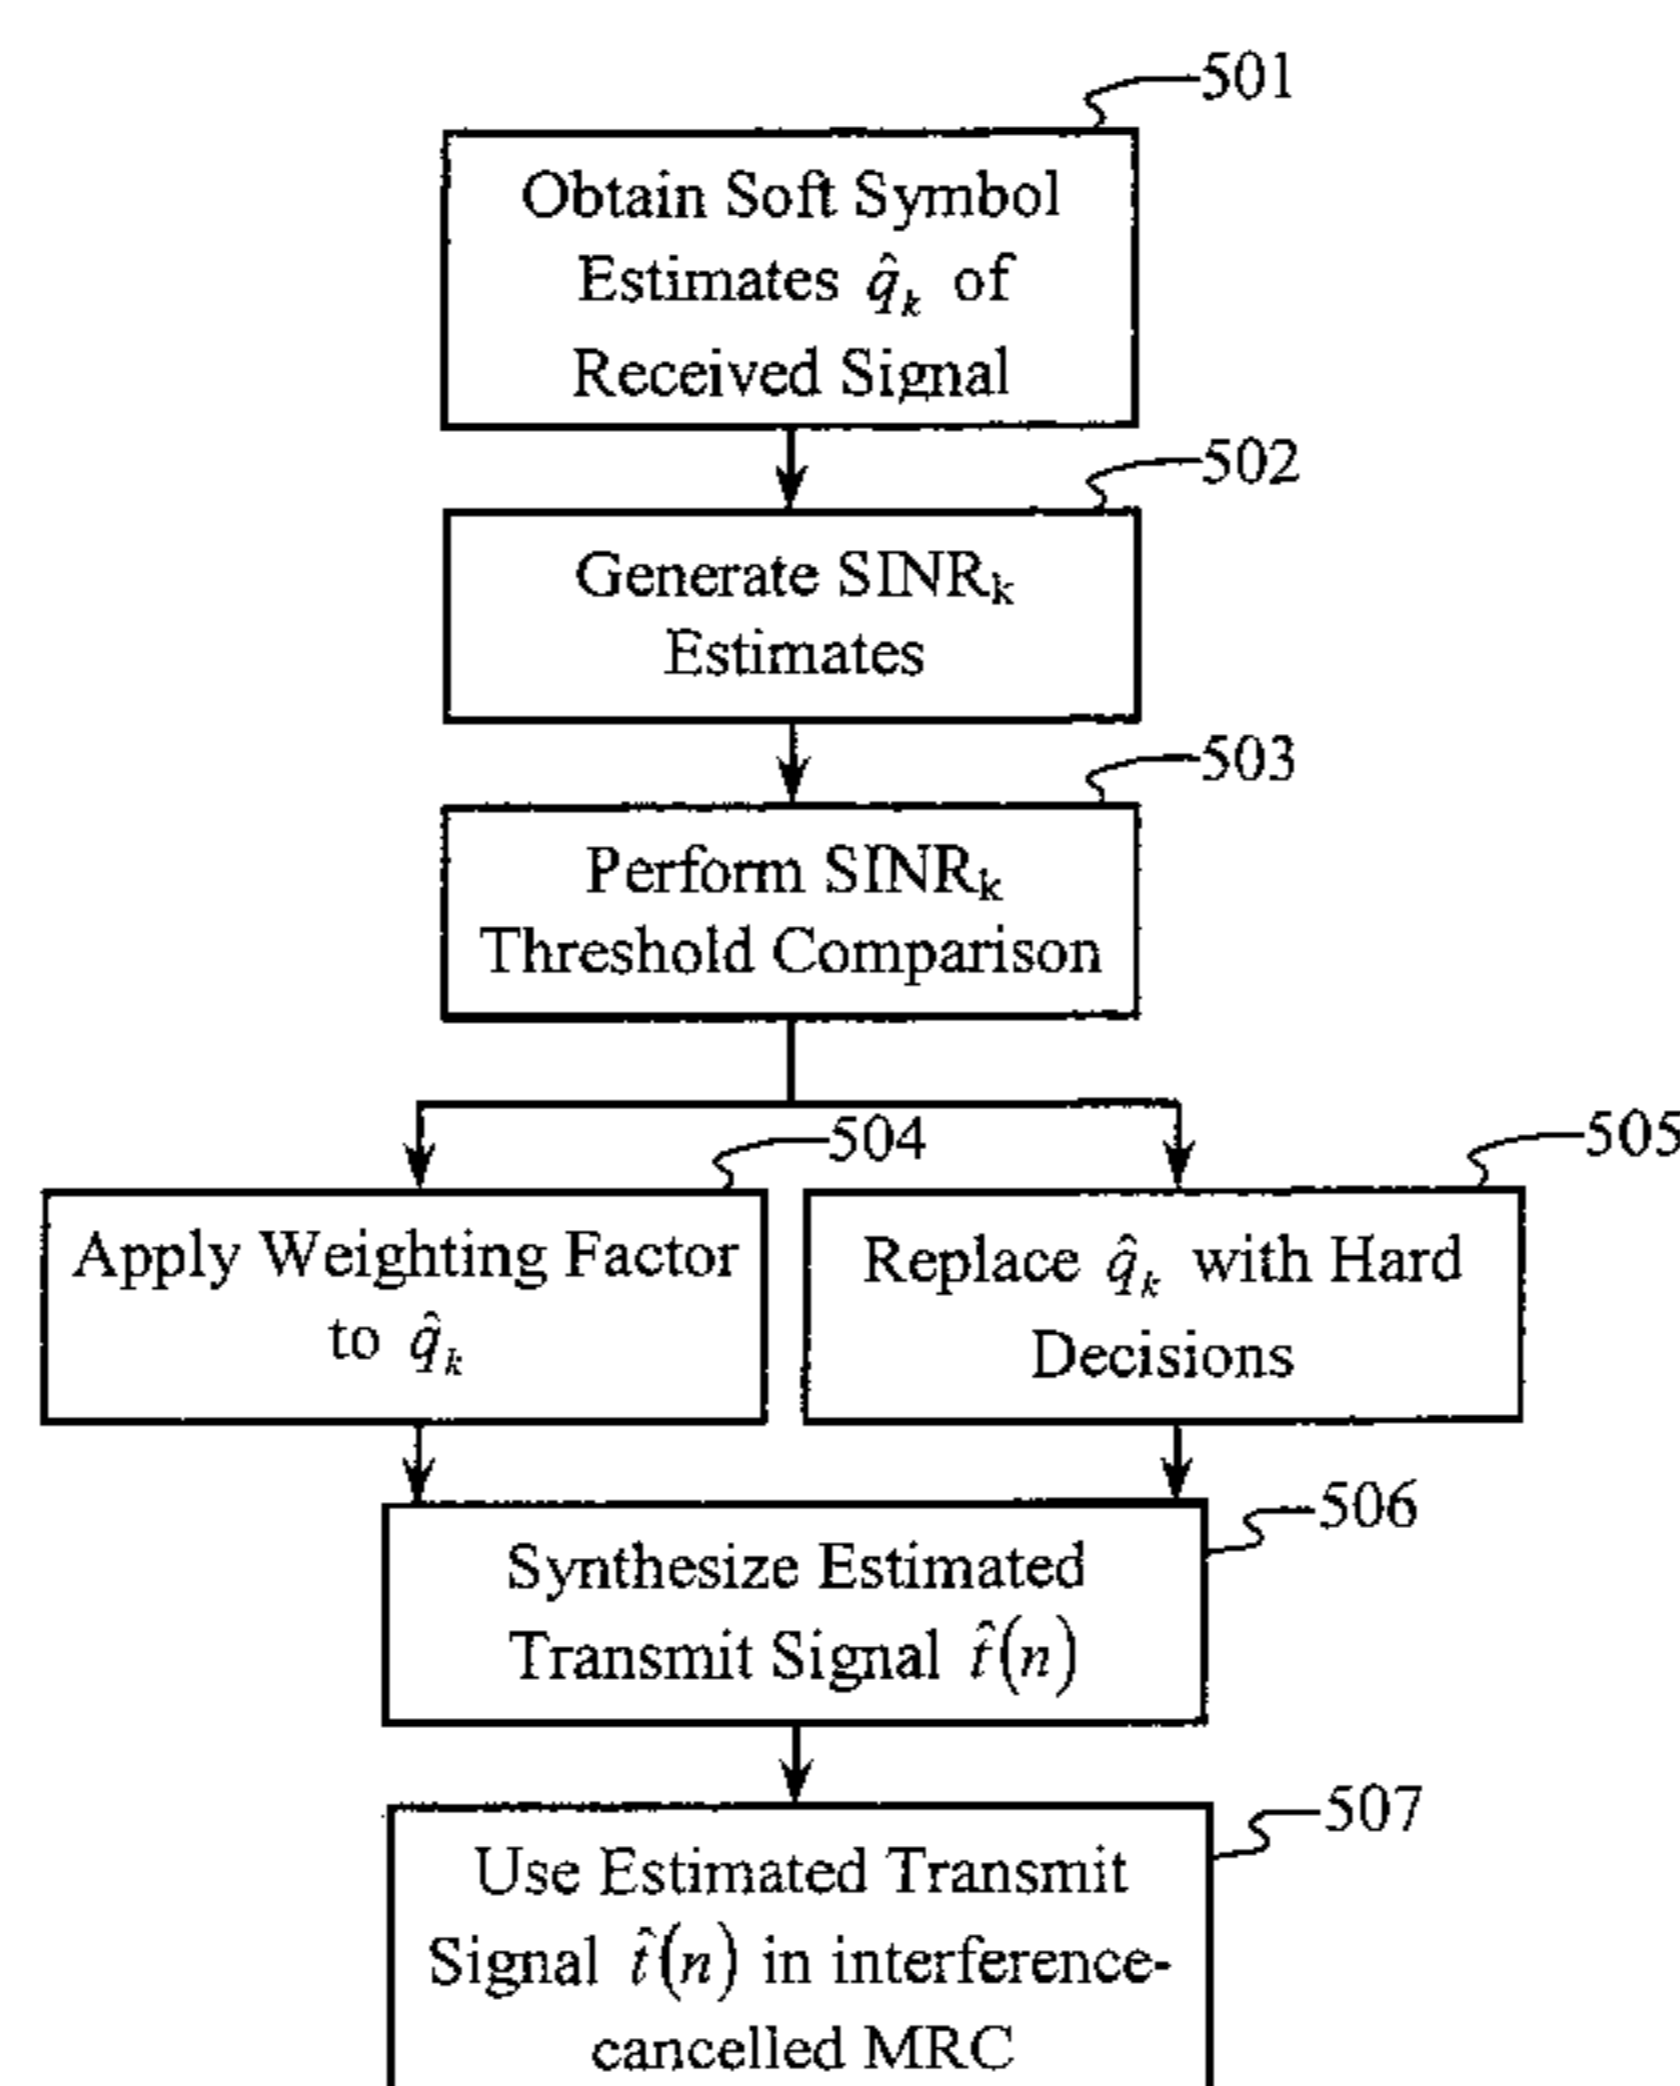 501
Obtain Soft Symbol
Estimates q̂ₖ of
Received Signal
502
Generate SINRₖ
Estimates
503
Perform SINRₖ
Threshold Comparison
504
Apply Weighting Factor
to q̂ₖ
505
Replace q̂ₖ with Hard
Decisions
506
Synthesize Estimated
Transmit Signal t̂(n)
507
Use Estimated Transmit
Signal t̂(n) in interference-
cancelled MRC